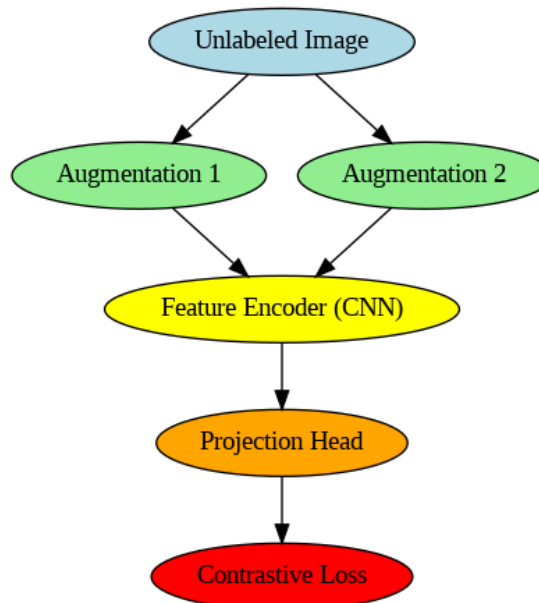 Unlabeled Image
Augmentation 1
Augmentation 2
Feature Encoder (CNN)
Projection Head
Contrastive Loss